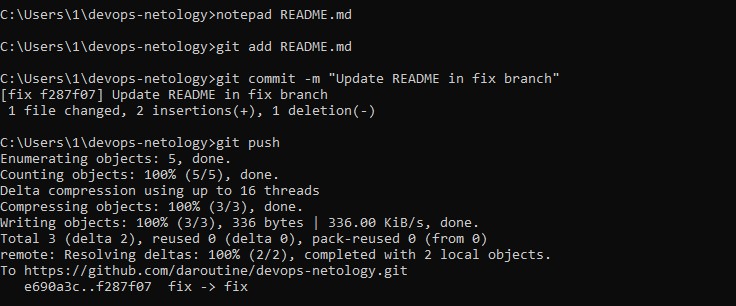 C:\Users\1\devops-netology>notepad README.md
C:\Users\1\devops-netology>git add README.md
C:\Users\1\devops-netology>git commit -m "Update README in fix branch"
[fix f287f07] Update README in fix branch
 1 file changed, 2 insertions(+), 1 deletion(-)
C:\Users\1\devops-netology>git push
Enumerating objects: 5, done.
Counting objects: 100% (5/5), done.
Delta compression using up to 16 threads
Compressing objects: 100% (3/3), done.
Writing objects: 100% (3/3), 336 bytes | 336.00 KiB/s, done.
Total 3 (delta 2), reused 0 (delta 0), pack-reused 0 (from 0)
remote: Resolving deltas: 100% (2/2), completed with 2 local objects.
To https://github.com/daroutine/devops-netology.git
   e690a3c..f287f07  fix -> fix